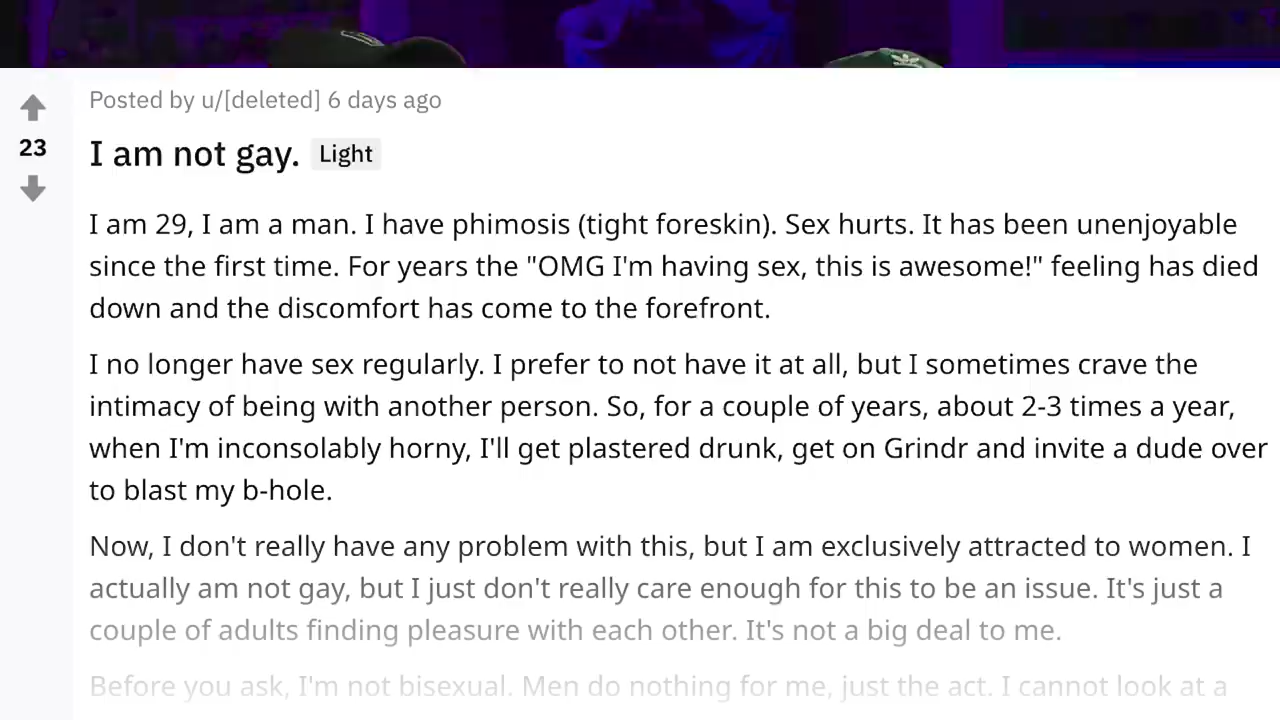 Posted by u/[deleted] 6 days ago
23
I am not gay. Light
I am 29, I am a man. I have phimosis (tight foreskin). Sex hurts. It has been unenjoyable
since the first time. For years the "OMG I'm having sex, this is awesome!" feeling has died
down and the discomfort has come to the forefront.
I no longer have sex regularly. I prefer to not have it at all, but I sometimes crave the
intimacy of being with another person. So, for a couple of years, about 2-3 times a year,
when I'm inconsolably horny, I'll get plastered drunk, get on Grindr and invite a dude over
to blast my b-hole.
Now, I don't really have any problem with this, but I am exclusively attracted to women. I
actually am not gay, but I just don't really care enough for this to be an issue. It's just a
couple of adults finding pleasure with each other. It's not a big deal to me.
Before you ask, I'm not bisexual. Men do nothing for me, just the act. I cannot look at a